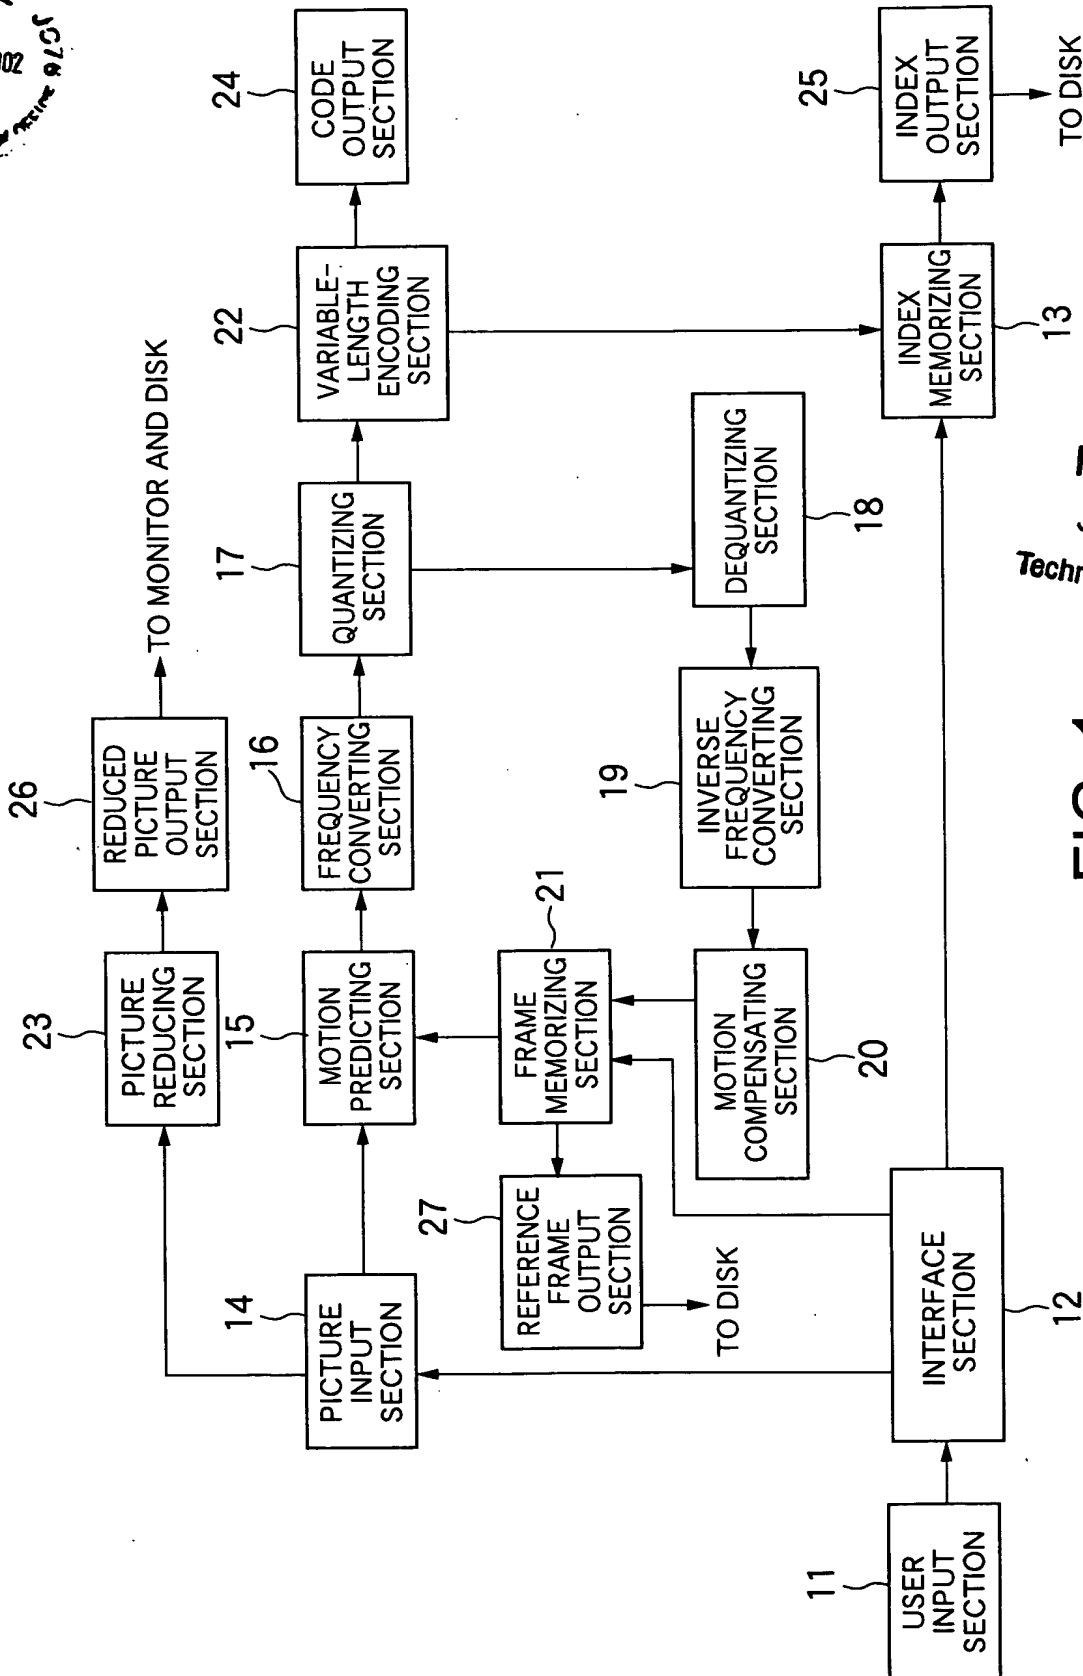 24
CODE
OUTPUT
SECTION
25
INDEX
OUTPUT
SECTION
TO DISK
22
VARIABLE-
LENGTH
ENCODING
SECTION
INDEX
MEMORIZING
SECTION
13
TO MONITOR AND DISK
17
QUANTIZING
SECTION
DEQUANTIZING
SECTION
18
26
REDUCED
PICTURE
OUTPUT
SECTION
16
FREQUENCY
CONVERTING
SECTION
19
INVERSE
FREQUENCY
CONVERTING
SECTION
23
PICTURE
REDUCING
SECTION
15
MOTION
PREDICTING
SECTION
21
FRAME
MEMORIZING
SECTION
MOTION
COMPENSATING
SECTION
20
27
REFERENCE
FRAME
OUTPUT
SECTION
TO DISK
14
PICTURE
INPUT
SECTION
INTERFACE
SECTION
12
11
USER
INPUT
SECTION